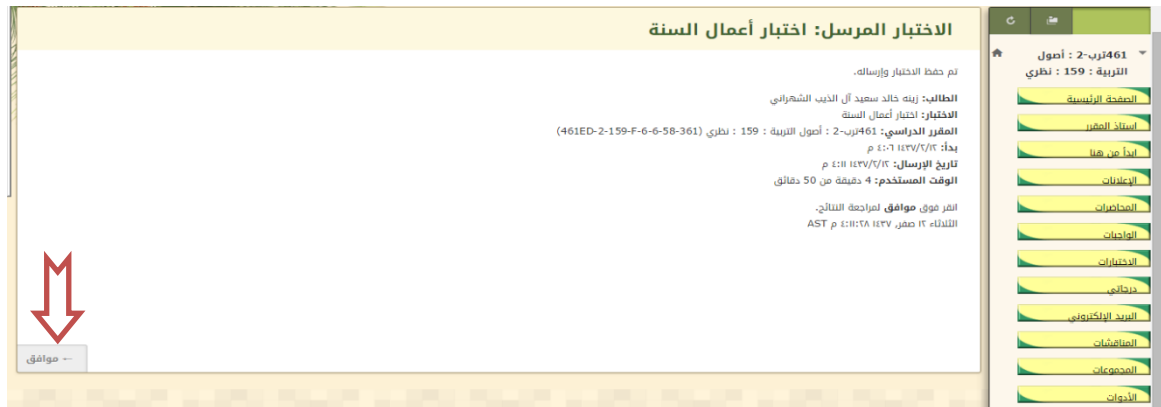 الاختبار المرسل: اختبار أعمال السنة
تم حفظ الاختبار وإرساله.
الطالب: زينه خالد سعيد آل الذيب الشهراني
الاختبار: اختبار أعمال السنة
المقرر الدراسي: 461ترب-2 : أصول التربية : 159 : نظري (461ED-2-159-F-6-6-58-361)
بدأ: ١٤٣٧/٢/١٢ ٤:٠٦ م
تاريخ الإرسال: ١٤٣٧/٢/١٢ ٤:١١ م
الوقت المستخدم: 4 دقيقة من 50 دقائق
انقر فوق موافق لمراجعة النتائج.
الثلاثاء ١٢ صفر, ١٤٣٧ ٤:١١:٢٨ م AST
← موافق
461ترب-2 : أصول
التربية : 159 : نظري
الصفحة الرئيسية
استاذ المقرر
ابدأ من هنا
الإعلانات
المحاضرات
الواجبات
الاختبارات
درجاتي
البريد الإلكتروني
المناقشات
المجموعات
الأدوات